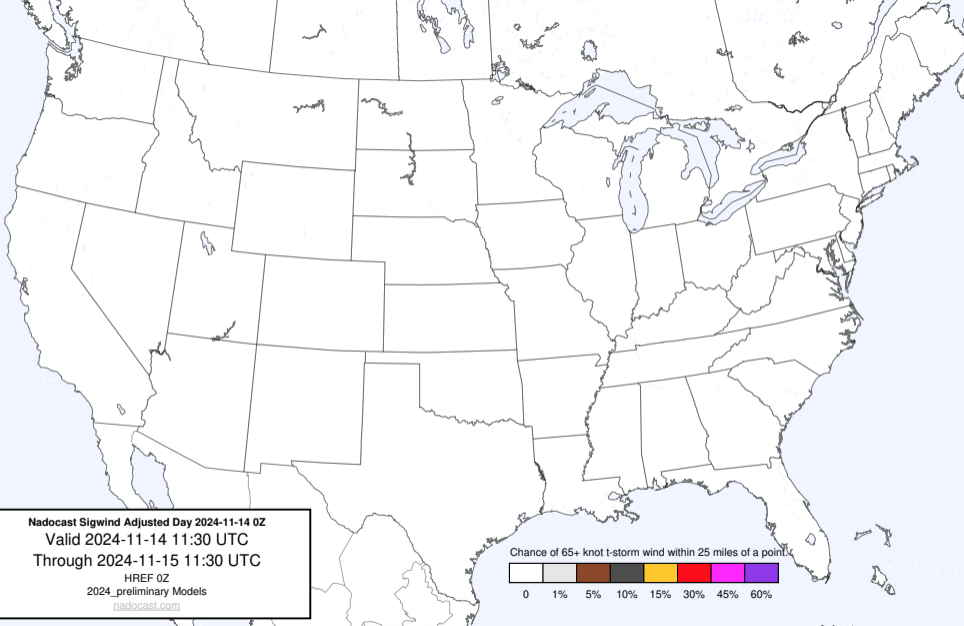 Nadocast Sigwind Adjusted Day 2024-11-14 0Z
Valid 2024-11-14 11:30 UTC
Through 2024-11-15 11:30 UTC
HREF 0Z
2024_preliminary Models
nadocast.com
Chance of 65+ knot t-storm wind within 25 miles of a point.
0 1% 5% 10% 15% 30% 45% 60%